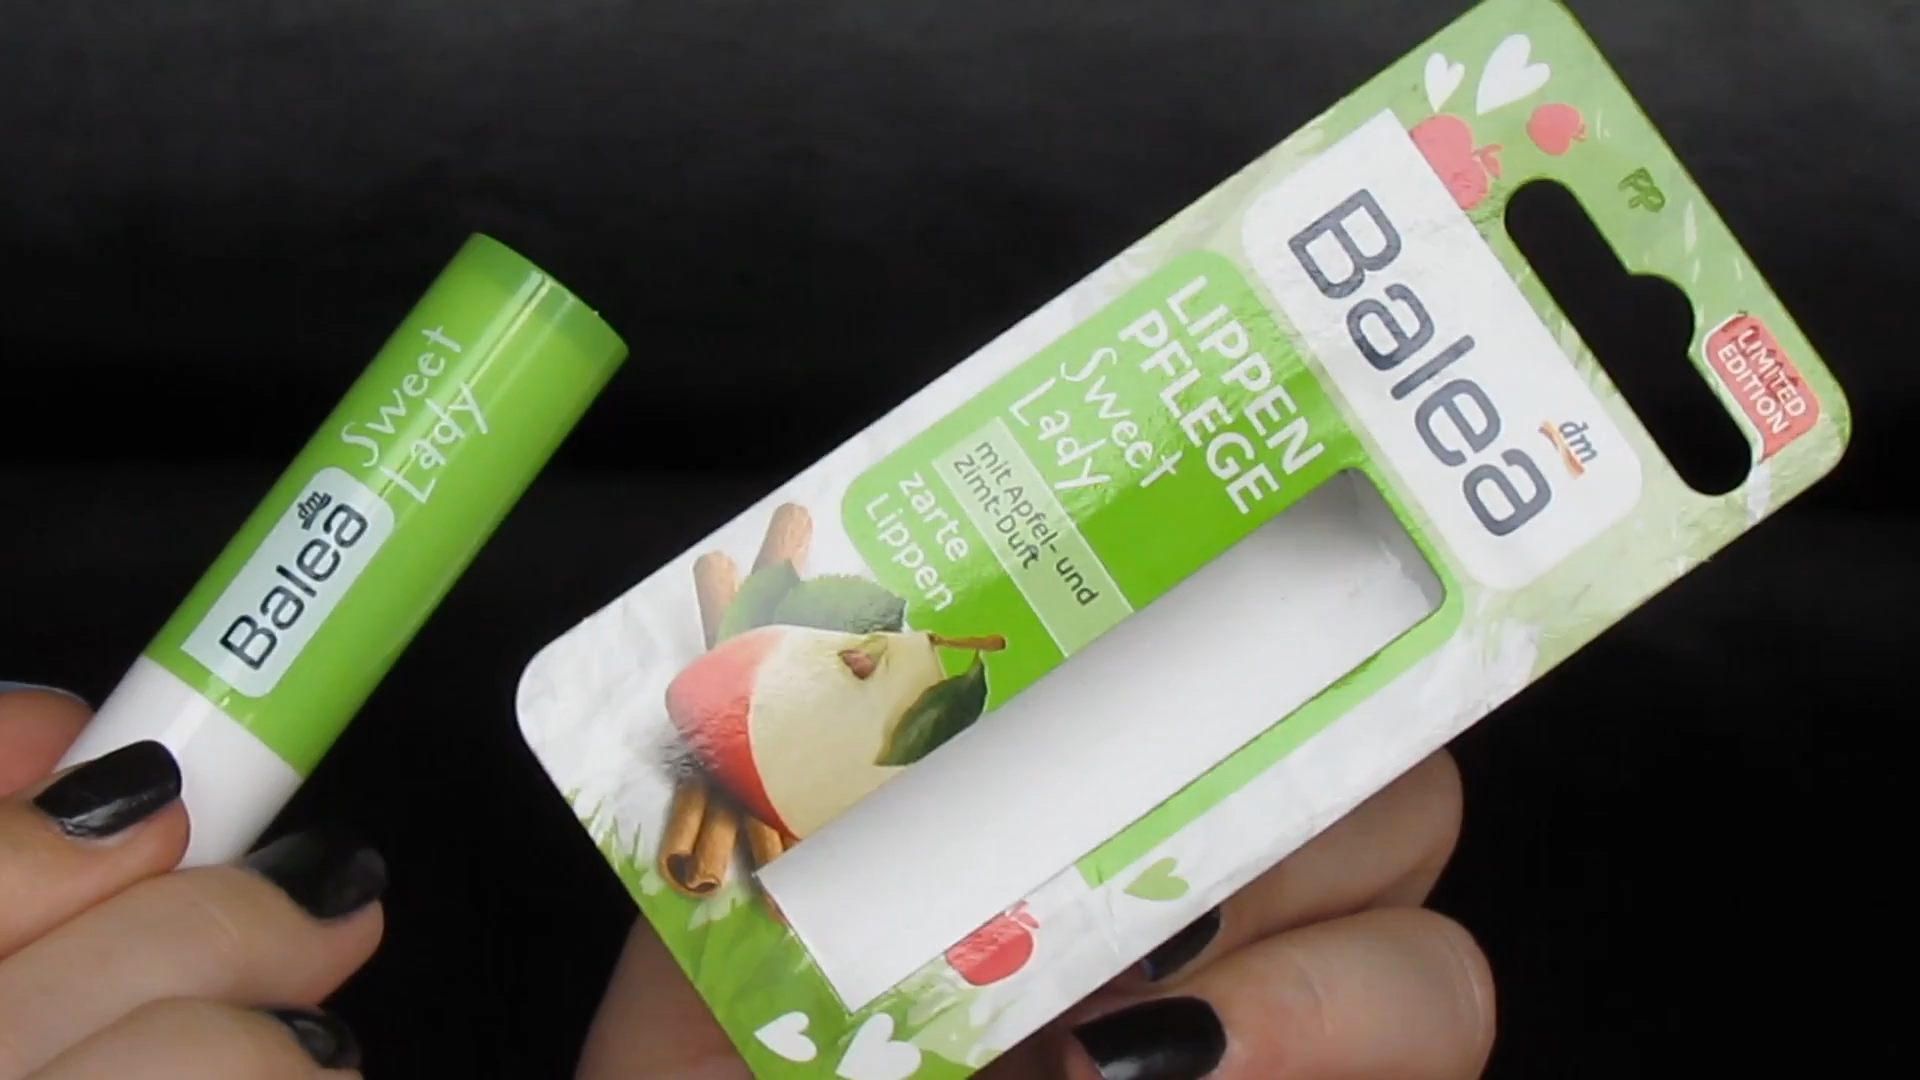 Sweet
Lady
Balea
dm
Balea
dm
LIMITED
EDITION
LIPPEN
PFLEGE
Sweet
Lady
mit Apfel- und
Zimt-Duft
zarte
Lippen
PP